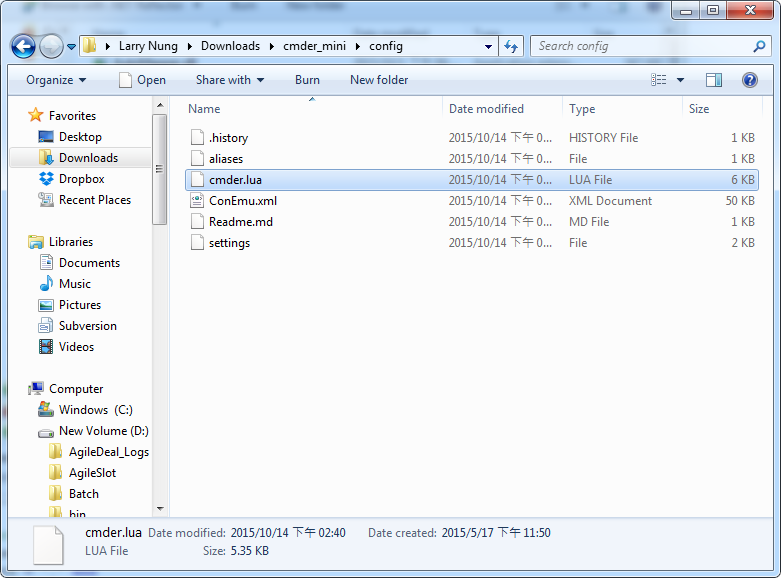 Larry Nung Downloads cmder_mini config
Search config
Organize Open Share with Burn New folder
Name Date modified Type Size
Favorites
Desktop
Downloads
Dropbox
Recent Places
Libraries
Documents
Music
Pictures
Subversion
Videos
Computer
Windows (C:)
New Volume (D:)
AgileDeal_Logs
AgileSlot
Batch
bin
.history 2015/10/14 下午 0... HISTORY File 1 KB
aliases 2015/10/14 下午 0... File 1 KB
cmder.lua 2015/10/14 下午 0... LUA File 6 KB
ConEmu.xml 2015/10/14 下午 0... XML Document 50 KB
Readme.md 2015/10/14 下午 0... MD File 1 KB
settings 2015/10/14 下午 0... File 2 KB
cmder.lua Date modified: 2015/10/14 下午 02:40 Date created: 2015/5/17 下午 11:50
LUA File Size: 5.35 KB